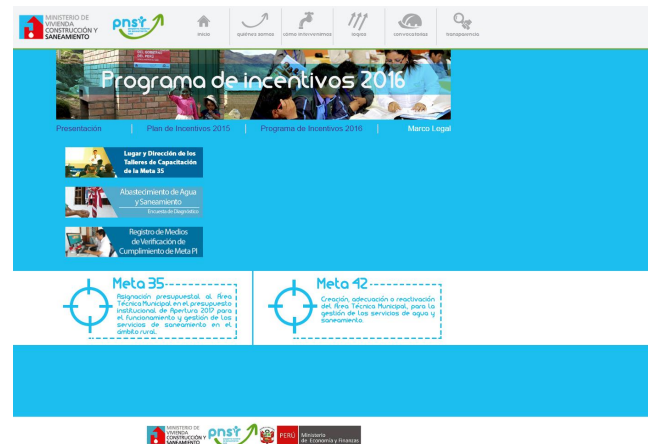 MINISTERIO DE
VIVIENDA
CONSTRUCCIÓN Y
SANEAMIENTO
pnsr
inicio
quiénes somos
cómo intervenimos
logros
convocatorias
transparencia
Programa de incentivos 2016
Presentación | Plan de Incentivos 2015 | Programa de Incentivos 2016 | Marco Legal
Lugar y Dirección de los
Talleres de Capacitación
de la Meta 35
Abastecimiento de Agua
y Saneamiento
Encuesta de Diagnóstico
Registro de Medios
de Verificación de
Cumplimiento de Meta PI
Meta 35
Asignación presupuestal al Área
Técnica Municipal en el presupuesto
institucional de Apertura 2017 para
el funcionamiento y gestión de los
servicios de saneamiento en el
ámbito rural.
Meta 42
Creación, adecuación o reactivación
del Área Técnica Municipal, para la
gestión de los servicios de agua y
saneamiento.
MINISTERIO DE
VIVIENDA
CONSTRUCCIÓN Y
SANEAMIENTO
pnsr
PERÚ
Ministerio
de Economía y Finanzas